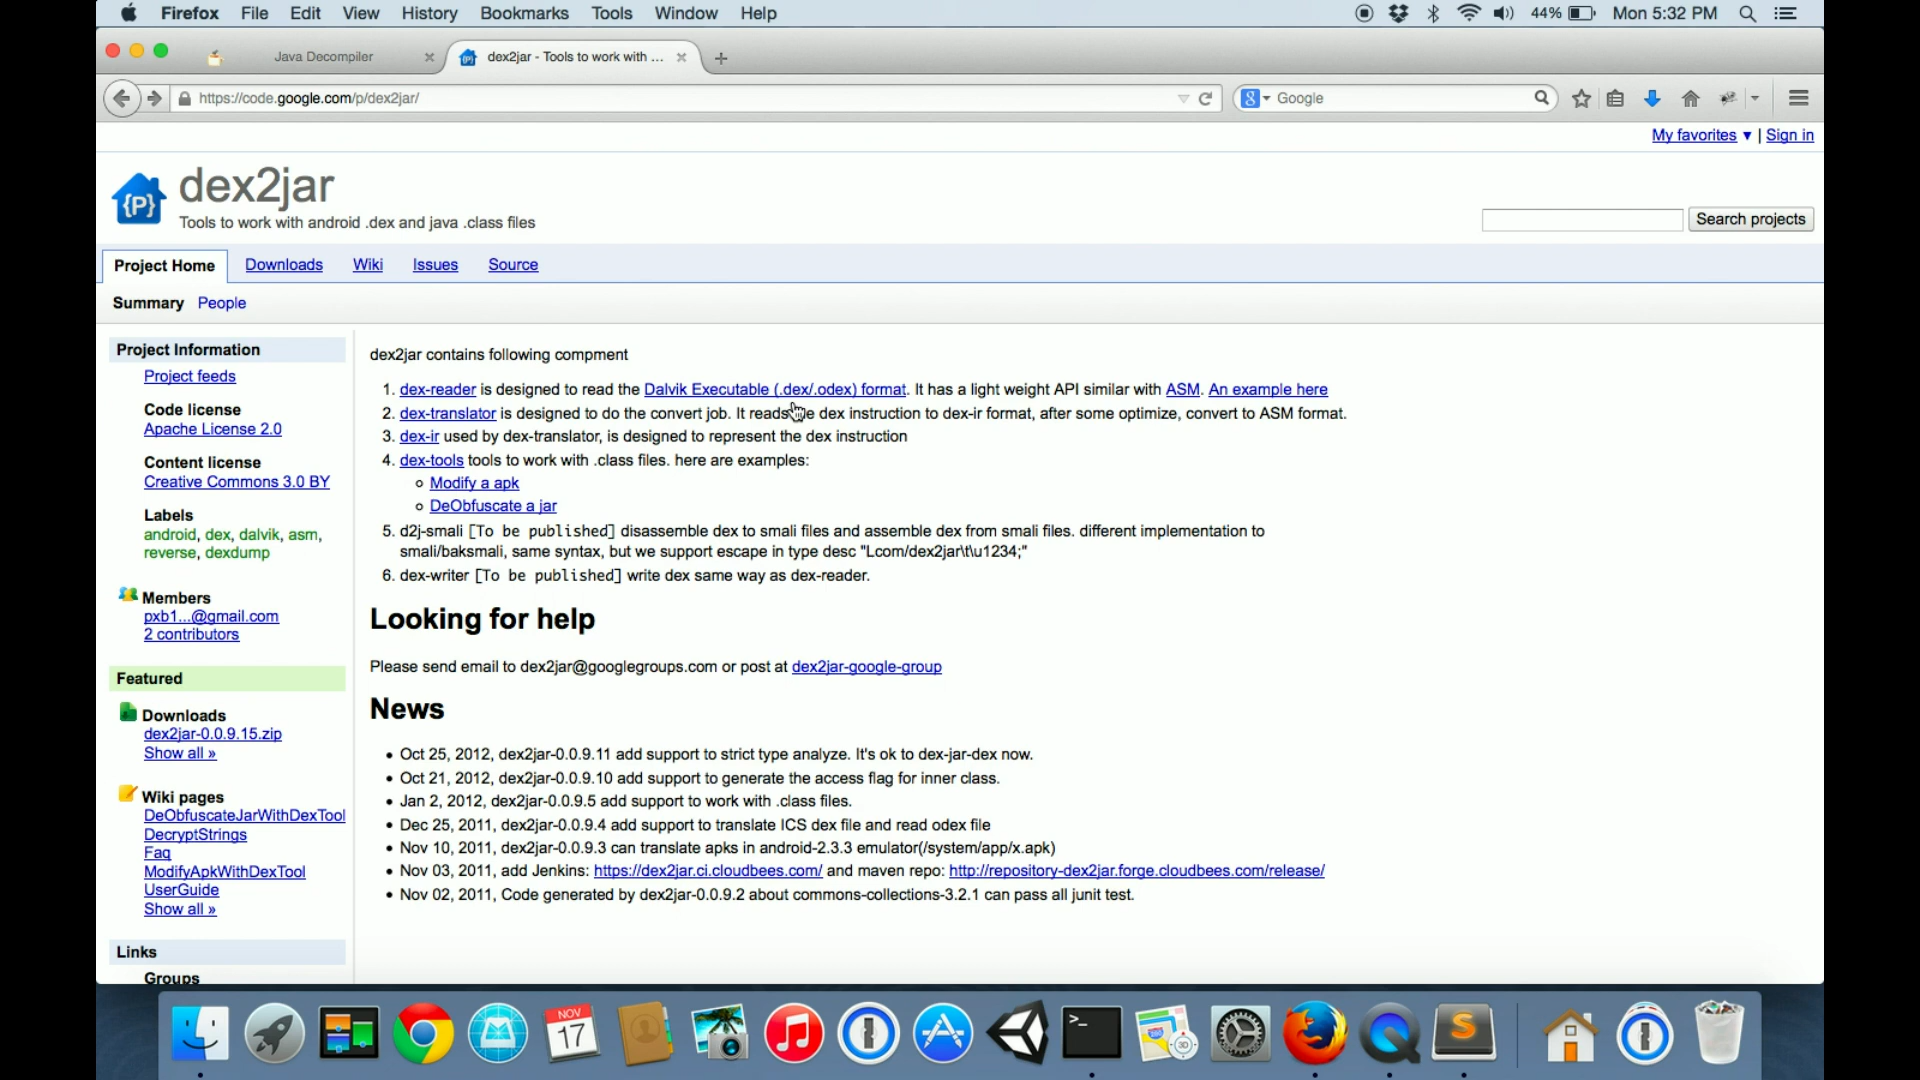 Firefox File Edit View History Bookmarks Tools Window Help 44% Mon 5:32 PM
Java Decompiler dex2jar - Tools to work with ...
https://code.google.com/p/dex2jar/ Google
My favorites ▼ | Sign in
{P} dex2jar
Tools to work with android .dex and java .class files
Search projects
Project Home Downloads Wiki Issues Source
Summary People
Project Information
Project feeds
Code license
Apache License 2.0
Content license
Creative Commons 3.0 BY
Labels
android, dex, dalvik, asm,
reverse, dexdump
Members
pxb1...@gmail.com
2 contributors
Featured
Downloads
dex2jar-0.0.9.15.zip
Show all »
Wiki pages
DeObfuscateJarWithDexTool
DecryptStrings
Faq
ModifyApkWithDexTool
UserGuide
Show all »
Links
Groups
dex2jar contains following compment
1. dex-reader is designed to read the Dalvik Executable (.dex/.odex) format. It has a light weight API similar with ASM. An example here
2. dex-translator is designed to do the convert job. It reads dex instruction to dex-ir format, after some optimize, convert to ASM format.
3. dex-ir used by dex-translator, is designed to represent the dex instruction
4. dex-tools tools to work with .class files. here are examples:
Modify a apk
DeObfuscate a jar
5. d2j-smali [To be published] disassemble dex to smali files and assemble dex from smali files. different implementation to
smali/baksmali, same syntax, but we support escape in type desc "Lcom/dex2jar\t\u1234;"
6. dex-writer [To be published] write dex same way as dex-reader.
Looking for help
Please send email to dex2jar@googlegroups.com or post at dex2jar-google-group
News
• Oct 25, 2012, dex2jar-0.0.9.11 add support to strict type analyze. It's ok to dex-jar-dex now.
• Oct 21, 2012, dex2jar-0.0.9.10 add support to generate the access flag for inner class.
• Jan 2, 2012, dex2jar-0.0.9.5 add support to work with .class files.
• Dec 25, 2011, dex2jar-0.0.9.4 add support to translate ICS dex file and read odex file
• Nov 10, 2011, dex2jar-0.0.9.3 can translate apks in android-2.3.3 emulator(/system/app/x.apk)
• Nov 03, 2011, add Jenkins: https://dex2jar.ci.cloudbees.com/ and maven repo: http://repository-dex2jar.forge.cloudbees.com/release/
• Nov 02, 2011, Code generated by dex2jar-0.0.9.2 about commons-collections-3.2.1 can pass all junit test.
NOV
17